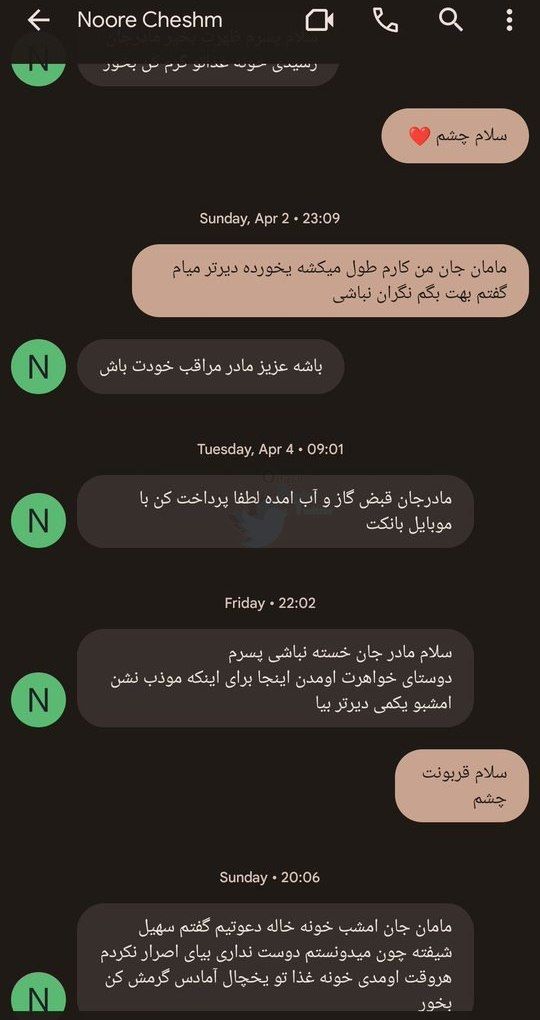 Noore Cheshm
سلام پسرم ظهرت بخیر مادرجان
رسیدی خونه غذاتو گرم کن بخور
N
سلام چشم ❤️
Sunday, Apr 2 • 23:09
مامان جان من کارم طول میکشه یخورده دیرتر میام
گفتم بهت بگم نگران نباشی
باشه عزیز مادر مراقب خودت باش
N
Tuesday, Apr 4 • 09:01
مادرجان قبض گاز و آب امده لطفا پرداخت کن با
موبایل بانکت
N
Friday • 22:02
سلام مادر جان خسته نباشی پسرم
دوستای خواهرت اومدن اینجا برای اینکه موذب نشن
امشبو یکمی دیرتر بیا
N
سلام قربونت
چشم
Sunday • 20:06
مامان جان امشب خونه خاله دعوتیم گفتم سهیل
شیفته چون میدونستم دوست نداری بیای اصرار نکردم
هروقت اومدی خونه غذا تو یخچال آمادس گرمش کن
بخور
N